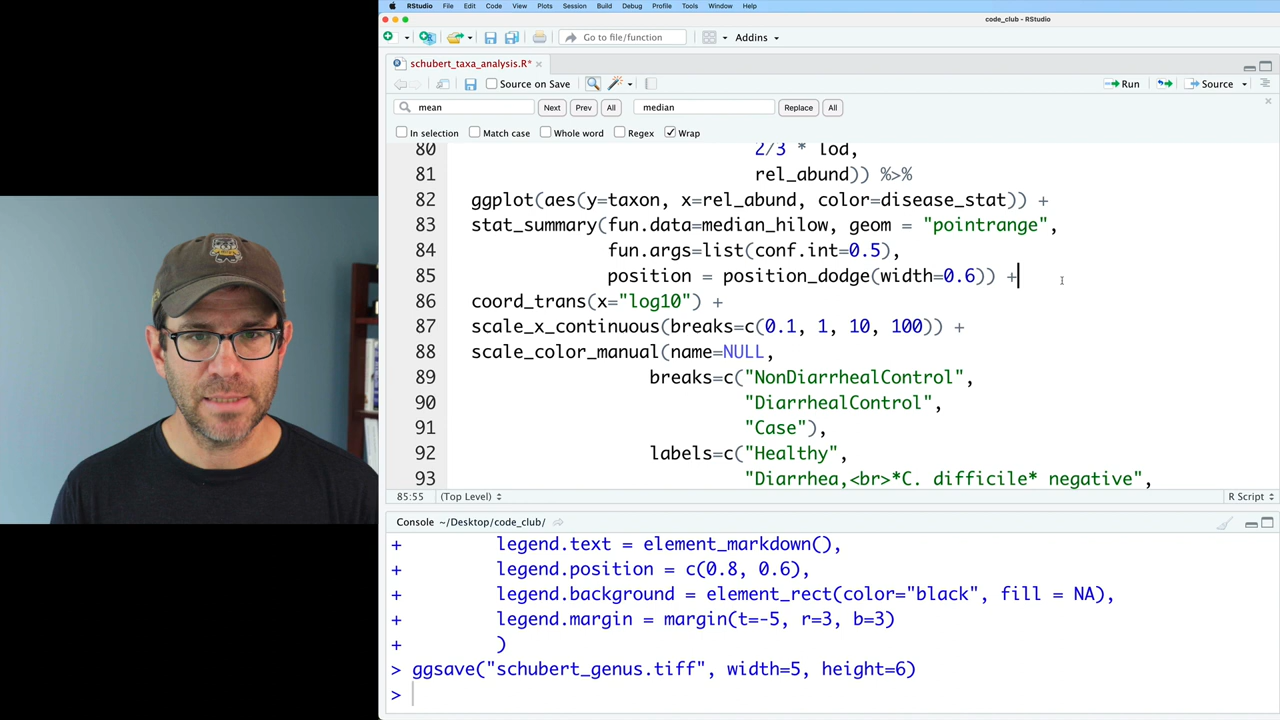 RStudio File Edit Code View Plots Session Build Debug Profile Tools Window Help
code_club - RStudio
Go to file/function Addins
schubert_taxa_analysis.R*
Source on Save Run Source
mean Next Prev All median Replace All
In selection Match case Whole word Regex Wrap
80 2/3 * lod,
81 rel_abund)) %>%
82 ggplot(aes(y=taxon, x=rel_abund, color=disease_stat)) +
83 stat_summary(fun.data=median_hilow, geom = "pointrange",
84 fun.args=list(conf.int=0.5),
85 position = position_dodge(width=0.6)) +
86 coord_trans(x="log10") +
87 scale_x_continuous(breaks=c(0.1, 1, 10, 100)) +
88 scale_color_manual(name=NULL,
89 breaks=c("NonDiarrhealControl",
90 "DiarrhealControl",
91 "Case"),
92 labels=c("Healthy",
93 "Diarrhea,<br>*C. difficile* negative",
85:55 (Top Level) R Script
Console ~/Desktop/code_club/
+ legend.text = element_markdown(),
+ legend.position = c(0.8, 0.6),
+ legend.background = element_rect(color="black", fill = NA),
+ legend.margin = margin(t=-5, r=3, b=3)
+ )
> ggsave("schubert_genus.tiff", width=5, height=6)
>